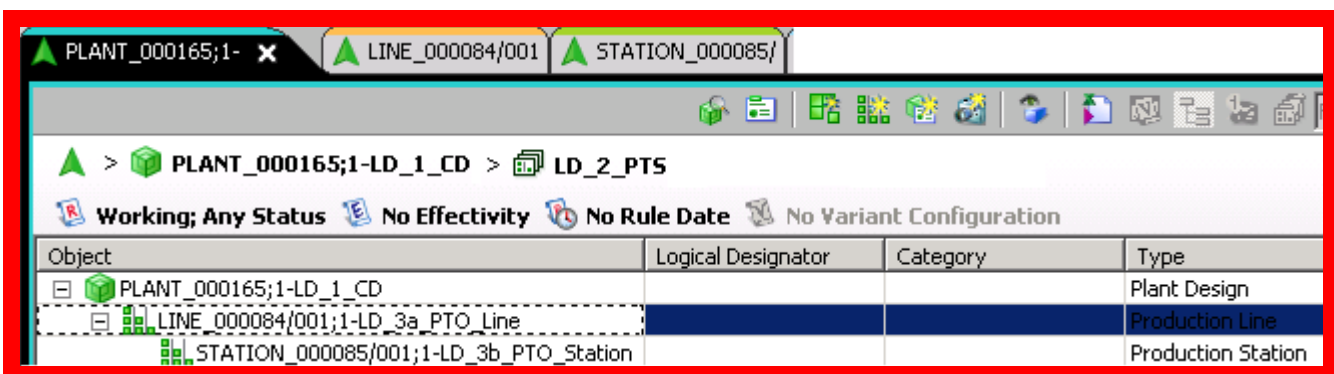 PLANT_000165;1- LINE_000084/001 STATION_000085/
> PLANT_000165;1-LD_1_CD > LD_2_PTS
Working; Any Status No Effectivity No Rule Date No Variant Configuration
Object Logical Designator Category Type
PLANT_000165;1-LD_1_CD Plant Design
LINE_000084/001;1-LD_3a_PTO_Line Production Line
STATION_000085/001;1-LD_3b_PTO_Station Production Station